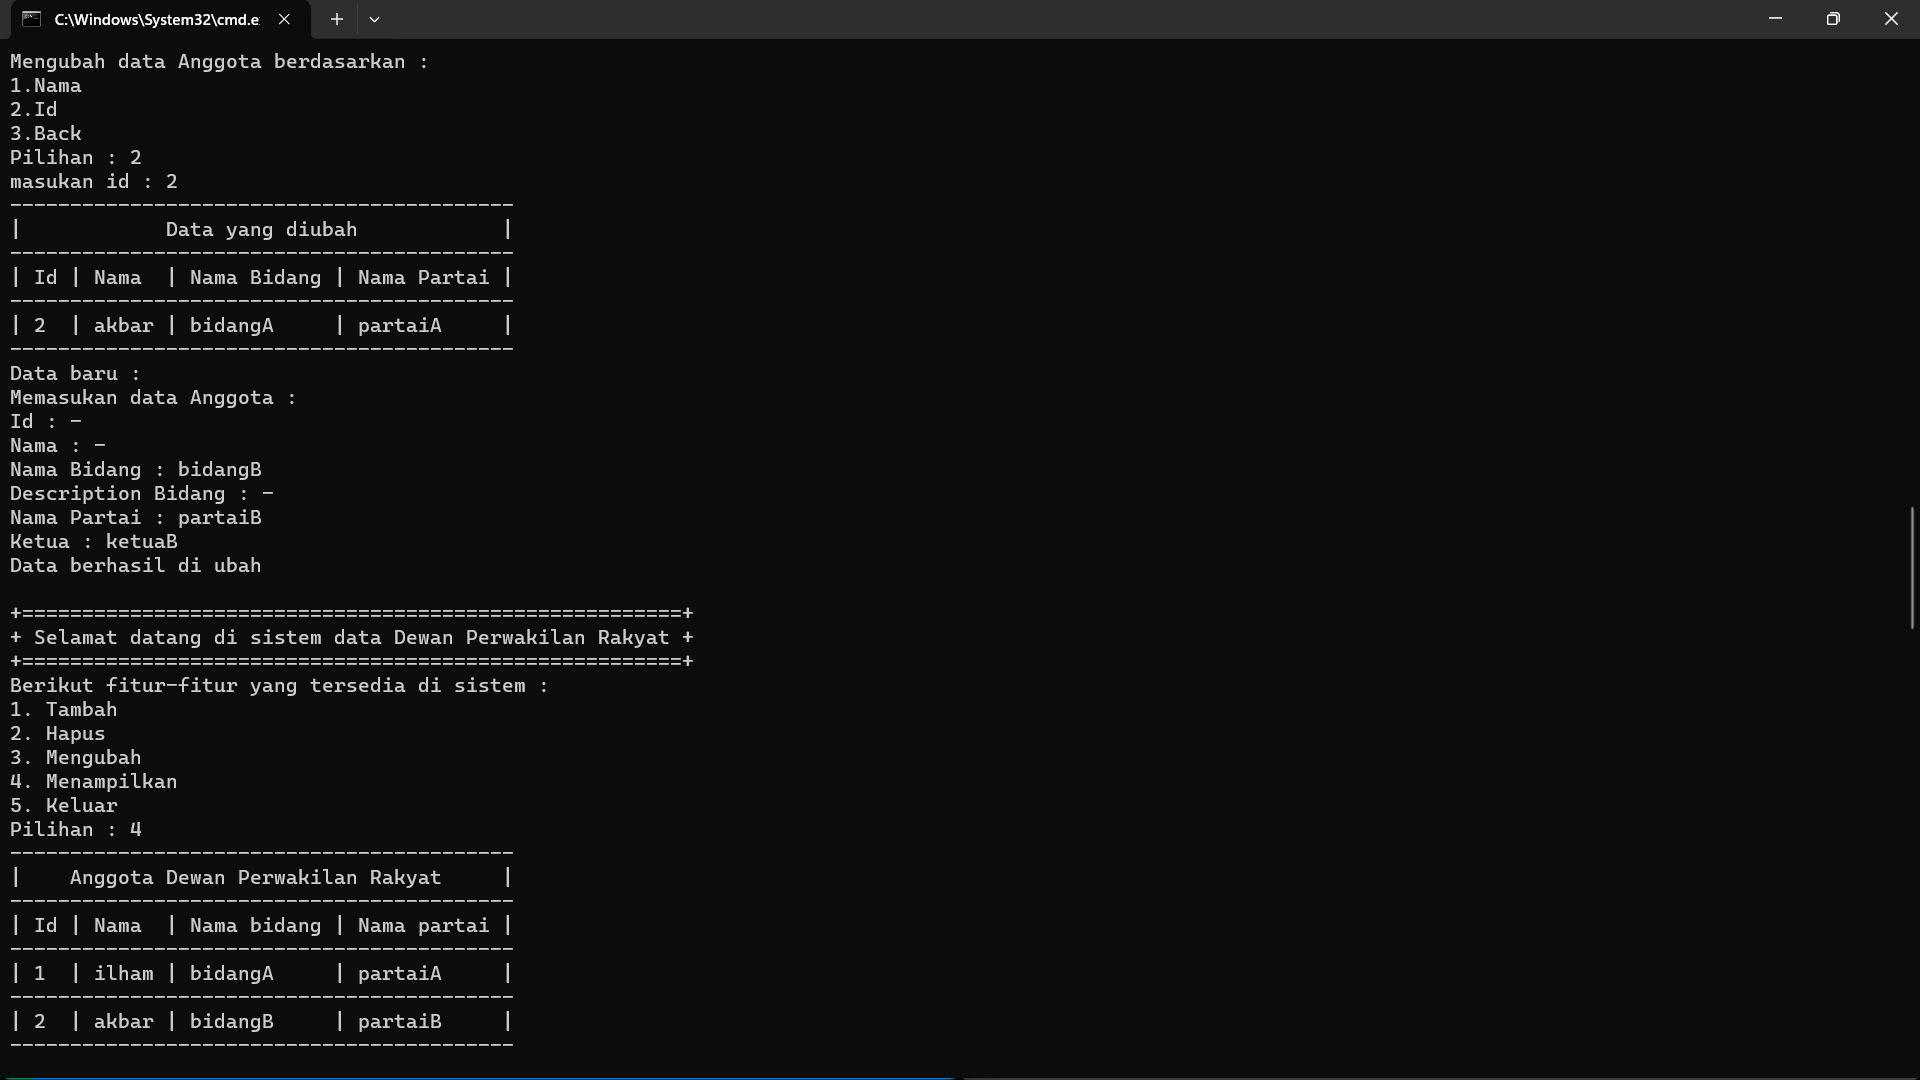 C:\Windows\System32\cmd.e
Mengubah data Anggota berdasarkan :
1.Nama
2.Id
3.Back
Pilihan : 2
masukan id : 2
------------------------------------------
|            Data yang diubah            |
------------------------------------------
| Id | Nama  | Nama Bidang | Nama Partai |
------------------------------------------
| 2  | akbar | bidangA     | partaiA     |
------------------------------------------
Data baru :
Memasukan data Anggota :
Id : -
Nama : -
Nama Bidang : bidangB
Description Bidang : -
Nama Partai : partaiB
Ketua : ketuaB
Data berhasil di ubah
+=======================================================+
+ Selamat datang di sistem data Dewan Perwakilan Rakyat +
+=======================================================+
Berikut fitur-fitur yang tersedia di sistem :
1. Tambah
2. Hapus
3. Mengubah
4. Menampilkan
5. Keluar
Pilihan : 4
------------------------------------------
|    Anggota Dewan Perwakilan Rakyat     |
------------------------------------------
| Id | Nama  | Nama bidang | Nama partai |
------------------------------------------
| 1  | ilham | bidangA     | partaiA     |
------------------------------------------
| 2  | akbar | bidangB     | partaiB     |
------------------------------------------